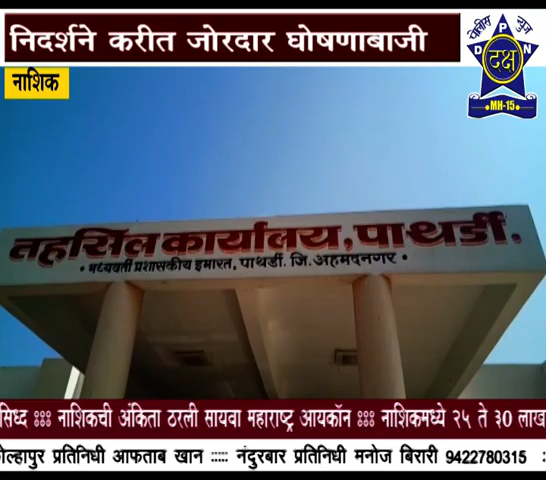 निदर्शने करीत जोरदार घोषणाबाजी
पोलीस न्युज
D P N
दक्ष
MH-15
नाशिक
तहसिल कार्यालय, पाथर्डी.
• मध्यवर्ती प्रशासकीय इमारत, पाथर्डी. जि. अहमदनगर •
सिध्द ⁝⁝⁝ नाशिकची अंकिता ठरली सायवा महाराष्ट्र आयकॉन ⁝⁝⁝ नाशिकमध्ये २५ ते ३० लाख
ोल्हापुर प्रतिनिधी आफताब खान ::::: नंदुरबार प्रतिनिधी मनोज बिरारी 9422780315 :